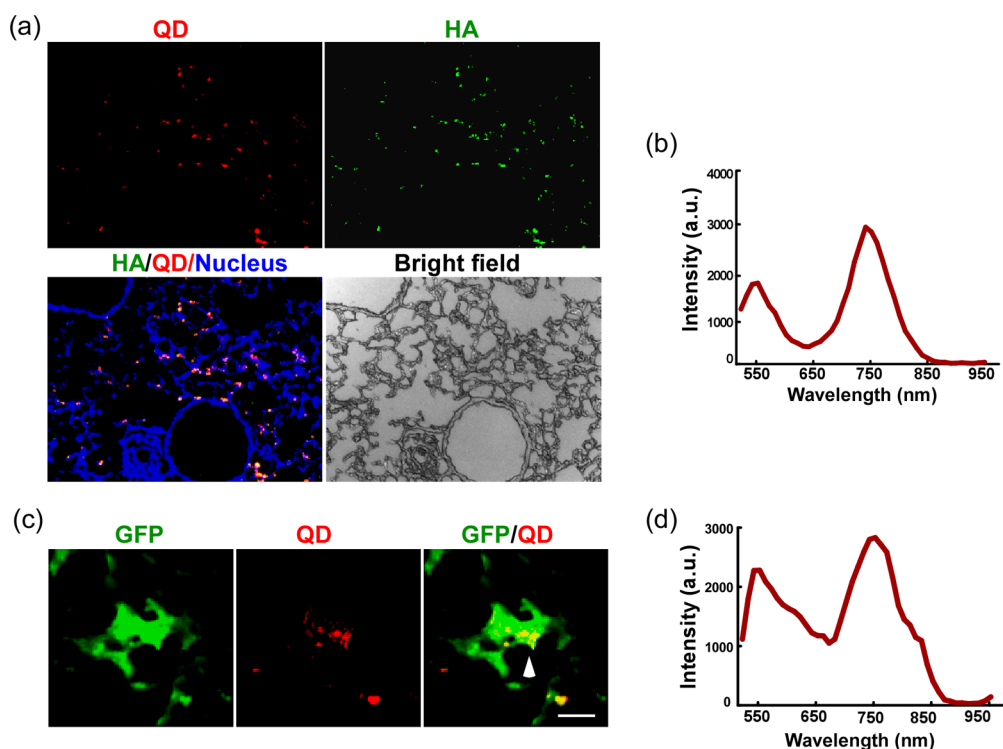 (a)
QD
HA
HA/QD/Nucleus
Bright field
(b)
Intensity (a.u.)
4000
3000
2000
1000
0
550 650 750 850 950
Wavelength (nm)
(c)
GFP
QD
GFP/QD
(d)
Intensity (a.u.)
3000
2000
1000
0
550 650 750 850 950
Wavelength (nm)